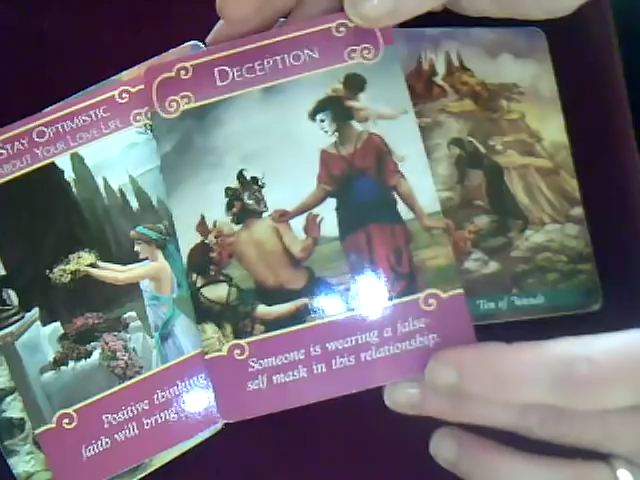 STAY OPTIMISTIC
ABOUT YOUR LOVE LIFE
Positive thinking
faith will bring
DECEPTION
Someone is wearing a false-
self mask in this relationship.
Ten of Wands